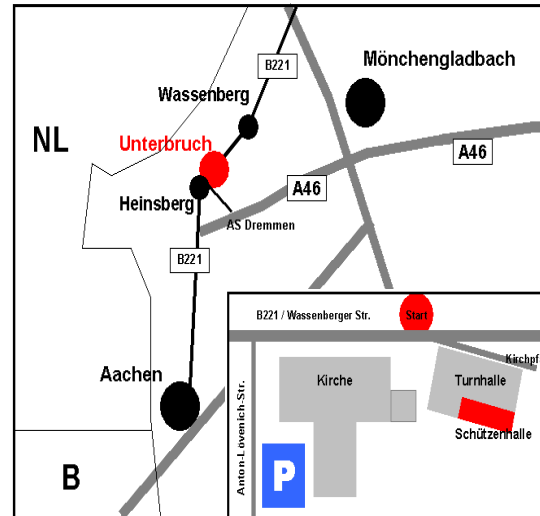 B221
Mönchengladbach
Wassenberg
NL
Unterbruch
A46
A46
Heinsberg
AS Dremmen
B221
Aachen
B
B221 / Wassenberger Str.
Start
Kirchpf
Kirche
Turnhalle
Schützenhalle
Anton-Lövenich-Str.
P